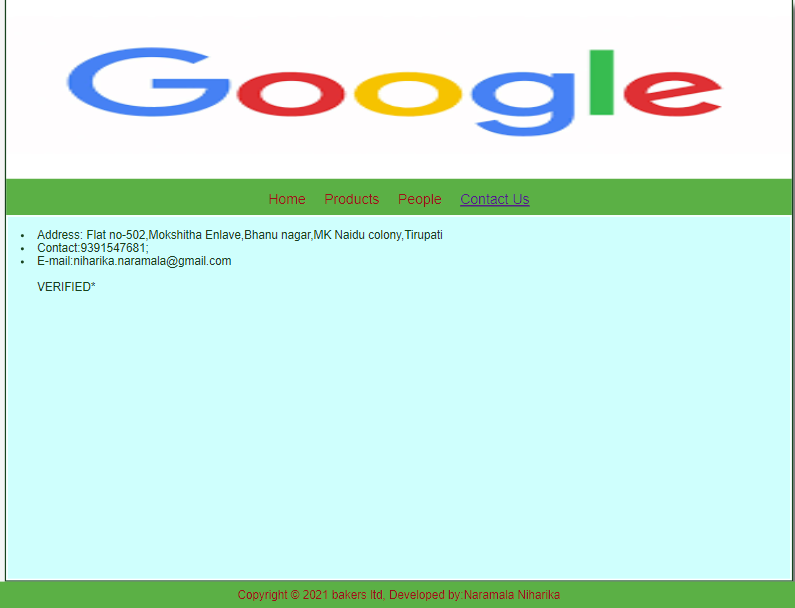 Google
Home Products People Contact Us
Address: Flat no-502,Mokshitha Enlave,Bhanu nagar,MK Naidu colony,Tirupati
Contact:9391547681;
E-mail:niharika.naramala@gmail.com
VERIFIED*
Copyright © 2021 bakers ltd, Developed by:Naramala Niharika